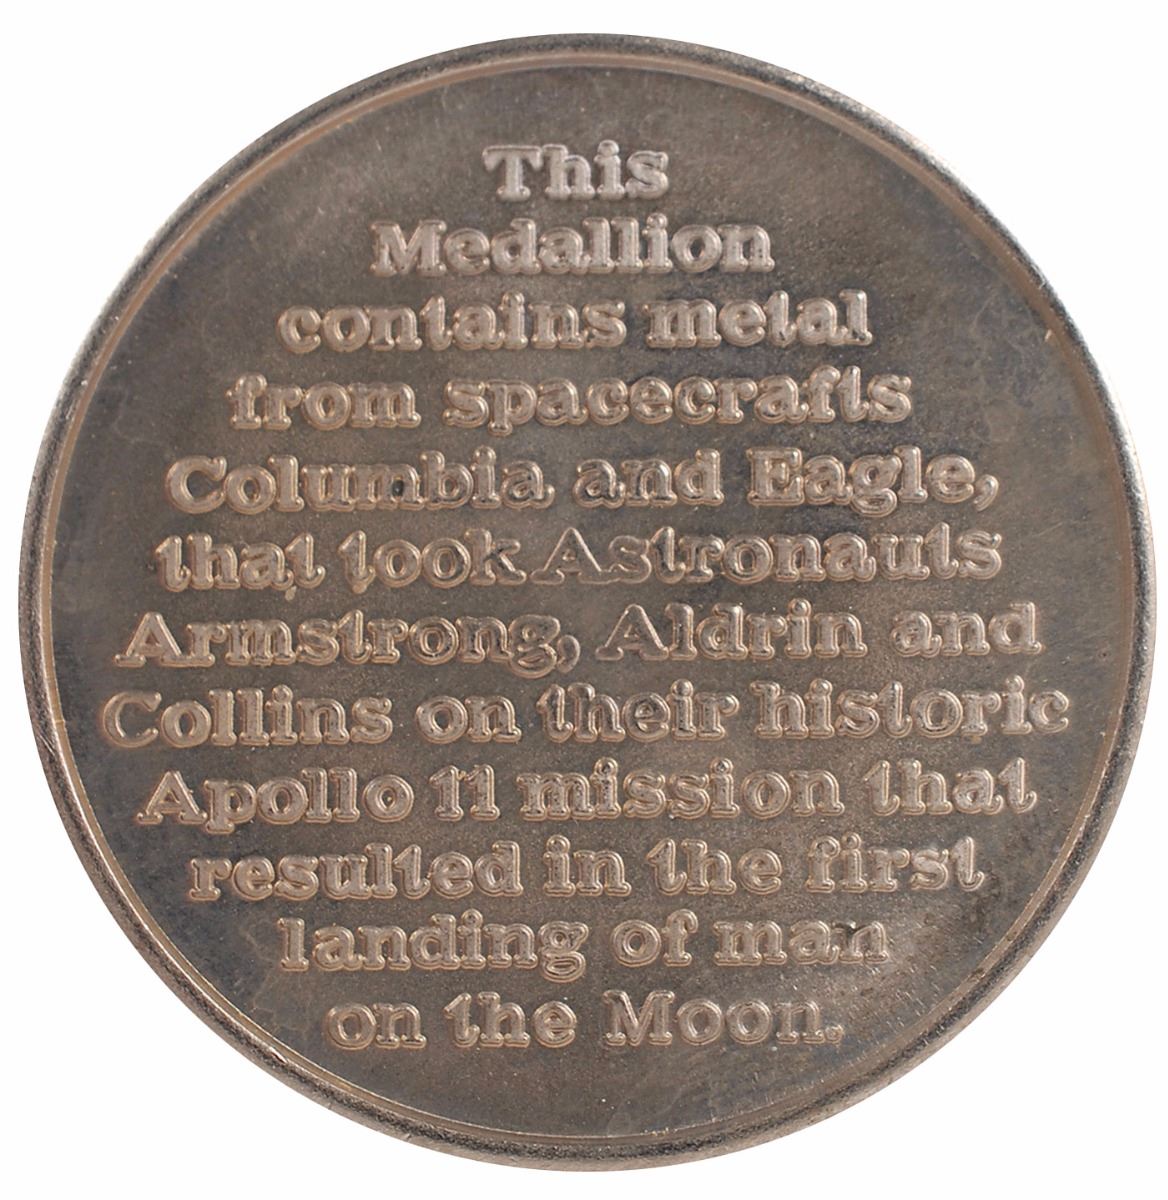 This
Medallion
contains metal
from spacecrafts
Columbia and Eagle,
that took Astronauts
Armstrong, Aldrin and
Collins on their historic
Apollo 11 mission that
resulted in the first
landing of man
on the Moon.